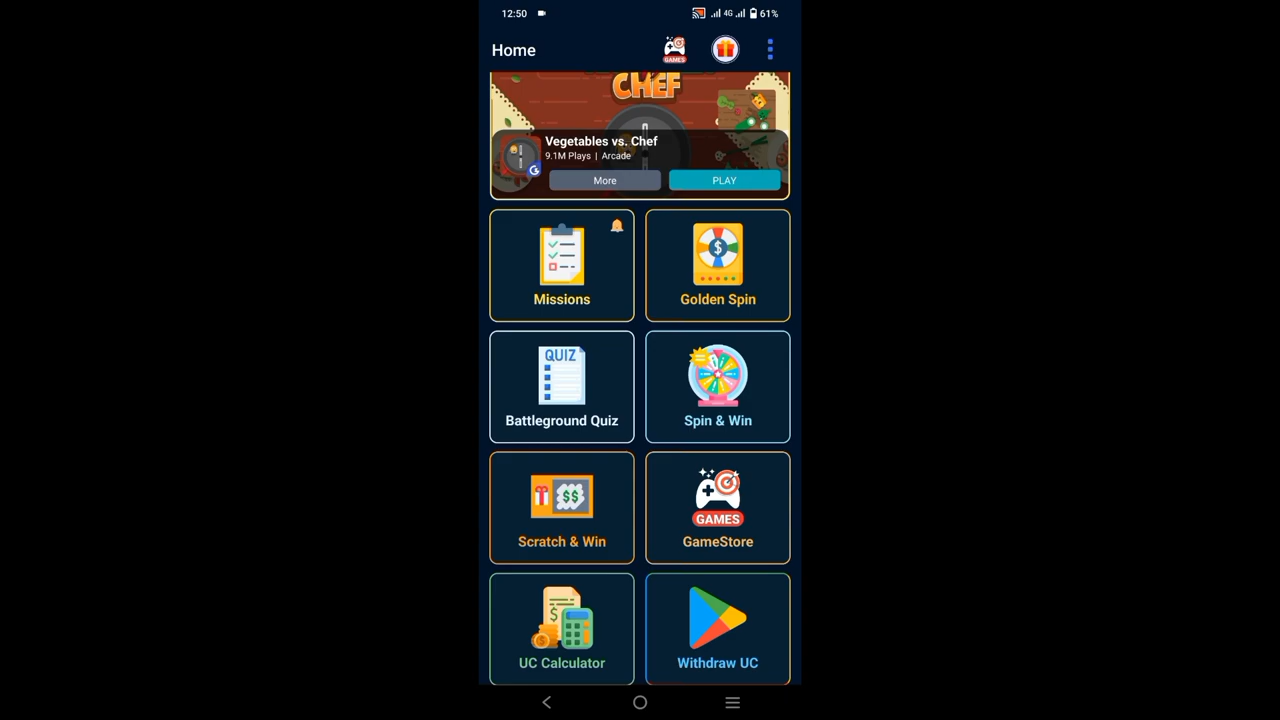 12:50
4G
61%
Home
GAMES
CHEF
Vegetables vs. Chef
9.1M Plays | Arcade
More
PLAY
Missions
$
Golden Spin
QUIZ
Battleground Quiz
Spin & Win
$$
Scratch & Win
GAMES
GameStore
$
UC Calculator
Withdraw UC